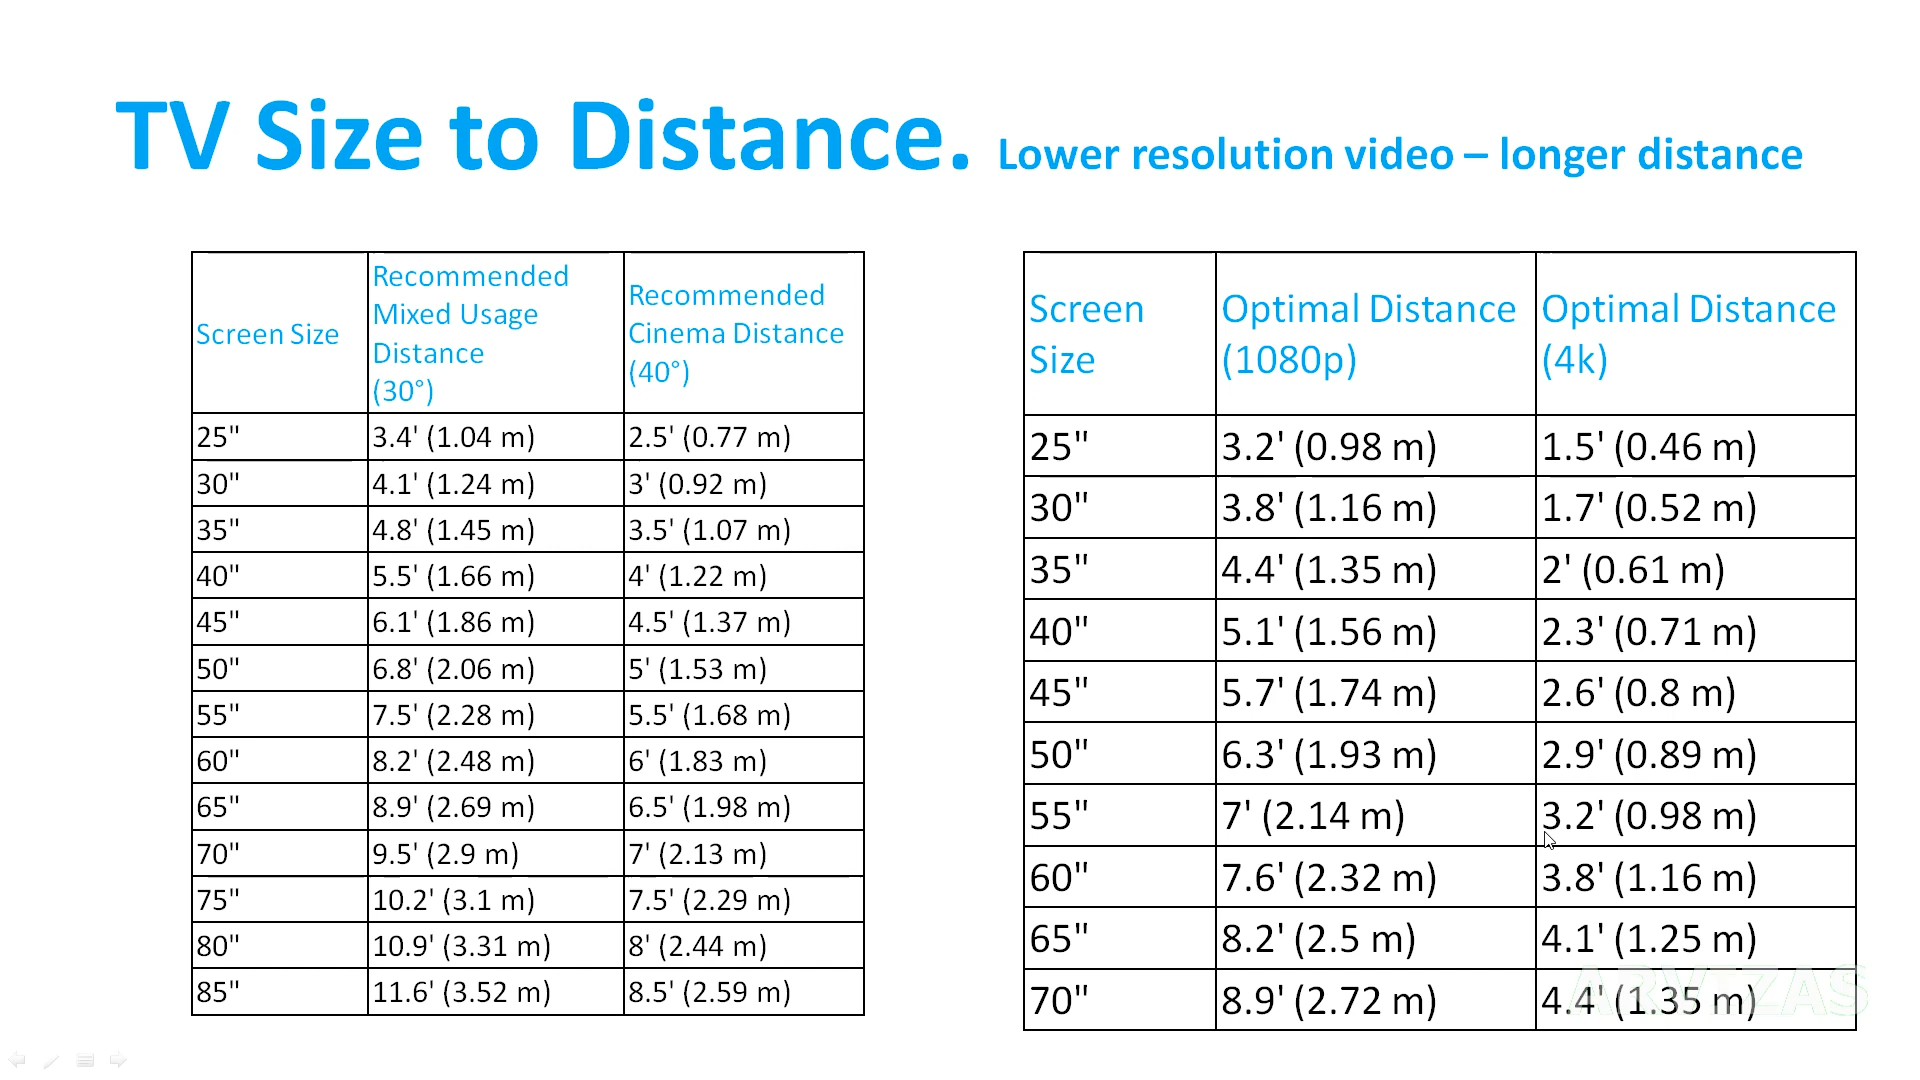 TV Size to Distance. Lower resolution video – longer distance
Screen Size
Recommended
Mixed Usage
Distance
(30°)
Recommended
Cinema Distance
(40°)
25" 3.4' (1.04 m) 2.5' (0.77 m)
30" 4.1' (1.24 m) 3' (0.92 m)
35" 4.8' (1.45 m) 3.5' (1.07 m)
40" 5.5' (1.66 m) 4' (1.22 m)
45" 6.1' (1.86 m) 4.5' (1.37 m)
50" 6.8' (2.06 m) 5' (1.53 m)
55" 7.5' (2.28 m) 5.5' (1.68 m)
60" 8.2' (2.48 m) 6' (1.83 m)
65" 8.9' (2.69 m) 6.5' (1.98 m)
70" 9.5' (2.9 m) 7' (2.13 m)
75" 10.2' (3.1 m) 7.5' (2.29 m)
80" 10.9' (3.31 m) 8' (2.44 m)
85" 11.6' (3.52 m) 8.5' (2.59 m)
Screen
Size
Optimal Distance
(1080p)
Optimal Distance
(4k)
25" 3.2' (0.98 m) 1.5' (0.46 m)
30" 3.8' (1.16 m) 1.7' (0.52 m)
35" 4.4' (1.35 m) 2' (0.61 m)
40" 5.1' (1.56 m) 2.3' (0.71 m)
45" 5.7' (1.74 m) 2.6' (0.8 m)
50" 6.3' (1.93 m) 2.9' (0.89 m)
55" 7' (2.14 m) 3.2' (0.98 m)
60" 7.6' (2.32 m) 3.8' (1.16 m)
65" 8.2' (2.5 m) 4.1' (1.25 m)
70" 8.9' (2.72 m) 4.4' (1.35 m)
ARVIZAS